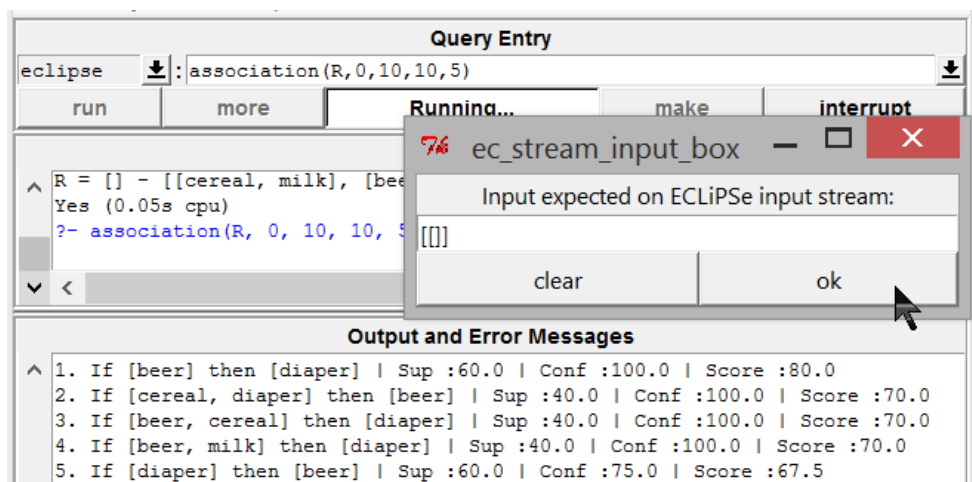 Query Entry
eclipse : association(R,0,10,10,5)
run more Running... make interrupt
R = [] - [[cereal, milk], [bee
Yes (0.05s cpu)
?- association(R, 0, 10, 10, 5
ec_stream_input_box
Input expected on ECLiPSe input stream:
[[]]
clear ok
Output and Error Messages
1. If [beer] then [diaper] | Sup :60.0 | Conf :100.0 | Score :80.0
2. If [cereal, diaper] then [beer] | Sup :40.0 | Conf :100.0 | Score :70.0
3. If [beer, cereal] then [diaper] | Sup :40.0 | Conf :100.0 | Score :70.0
4. If [beer, milk] then [diaper] | Sup :40.0 | Conf :100.0 | Score :70.0
5. If [diaper] then [beer] | Sup :60.0 | Conf :75.0 | Score :67.5